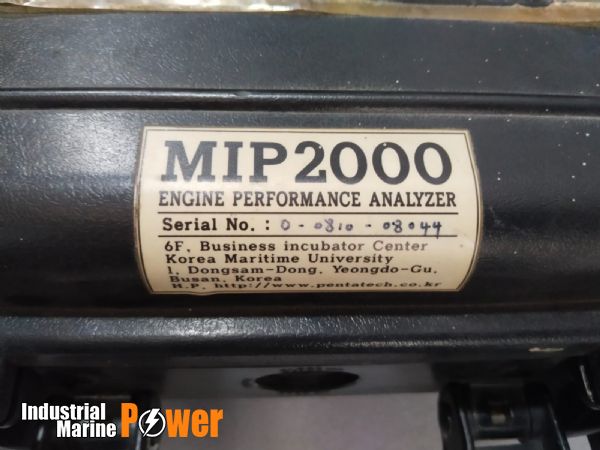 MIP2000
ENGINE PERFORMANCE ANALYZER
Serial No. : 0-0810-08044
6F, Business incubator Center
Korea Maritime University
1, Dongsam-Dong, Yeongdo-Gu,
Busan, Korea
H.P. http://www.pentatech.co.kr
Industrial
Marine Power